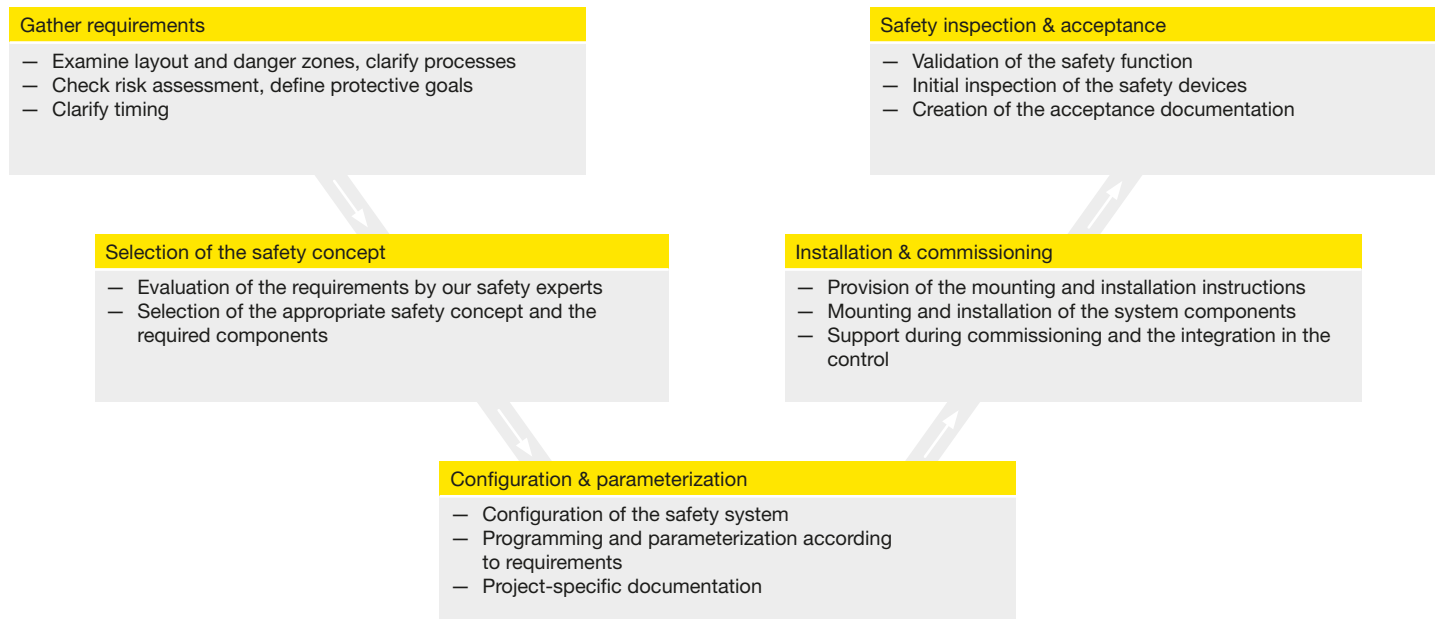 Gather requirements
— Examine layout and danger zones, clarify processes
— Check risk assessment, define protective goals
— Clarify timing
Selection of the safety concept
— Evaluation of the requirements by our safety experts
— Selection of the appropriate safety concept and the
required components
Configuration & parameterization
— Configuration of the safety system
— Programming and parameterization according
to requirements
— Project-specific documentation
Installation & commissioning
— Provision of the mounting and installation instructions
— Mounting and installation of the system components
— Support during commissioning and the integration in the
control
Safety inspection & acceptance
— Validation of the safety function
— Initial inspection of the safety devices
— Creation of the acceptance documentation